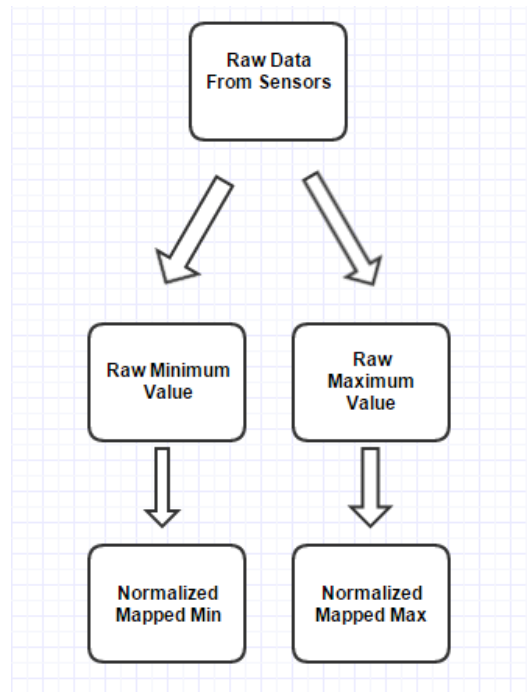 Raw Data
From Sensors
Raw Minimum
Value
Raw
Maximum
Value
Normalized
Mapped Min
Normalized
Mapped Max